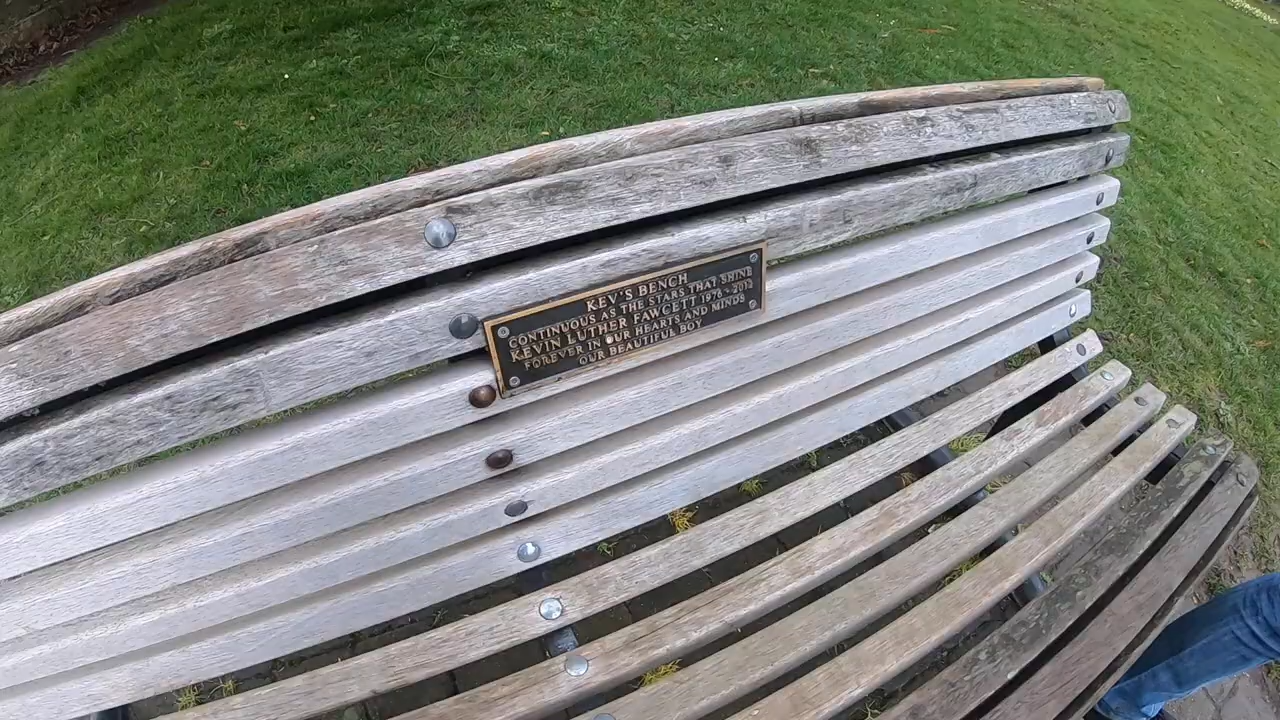 KEV'S BENCH
CONTINUOUS AS THE STARS THAT SHINE
KEVIN LUTHER FAWCETT 1976 - 2012
FOREVER IN OUR HEARTS AND MINDS
OUR BEAUTIFUL BOY